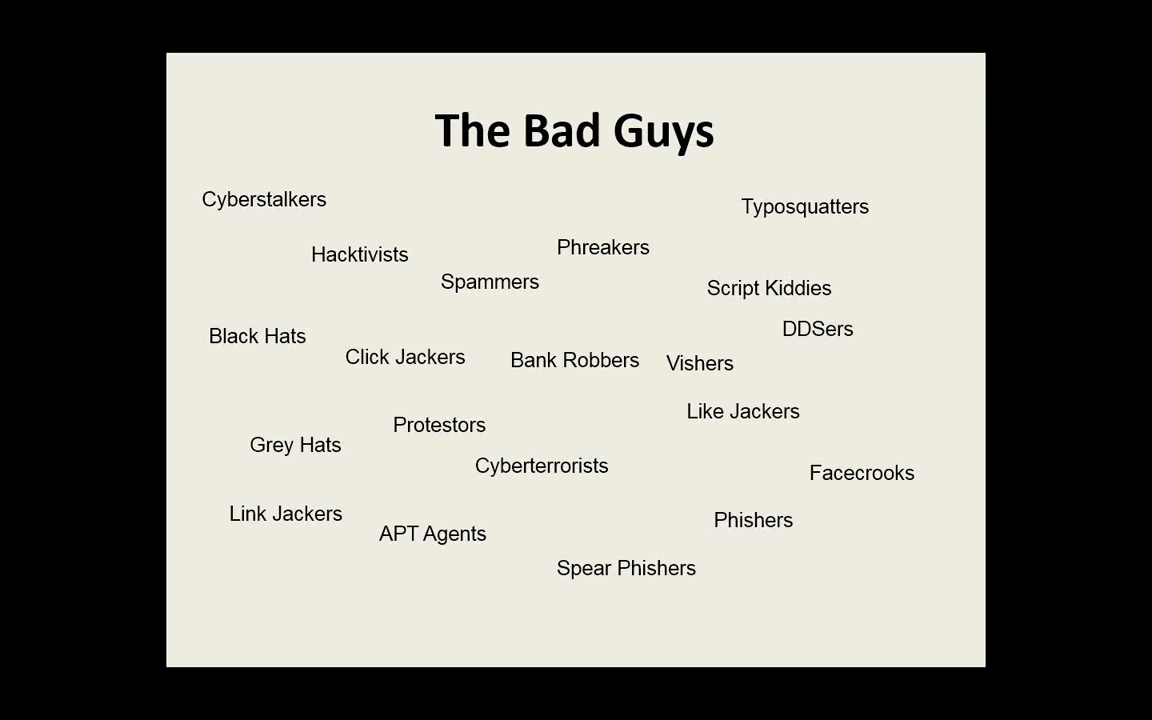 The Bad Guys
Cyberstalkers
Typosquatters
Phreakers
Hacktivists
Spammers
Script Kiddies
DDSers
Black Hats
Click Jackers
Bank Robbers
Vishers
Like Jackers
Protestors
Grey Hats
Cyberterrorists
Facecrooks
Link Jackers
Phishers
APT Agents
Spear Phishers